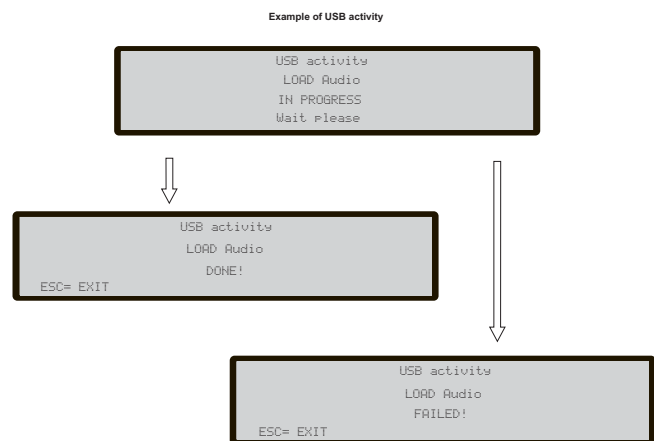 Example of USB activity
USB activity
LOAD Audio
IN PROGRESS
Wait please
USB activity
LOAD Audio
DONE!
ESC= EXIT
USB activity
LOAD Audio
FAILED!
ESC= EXIT